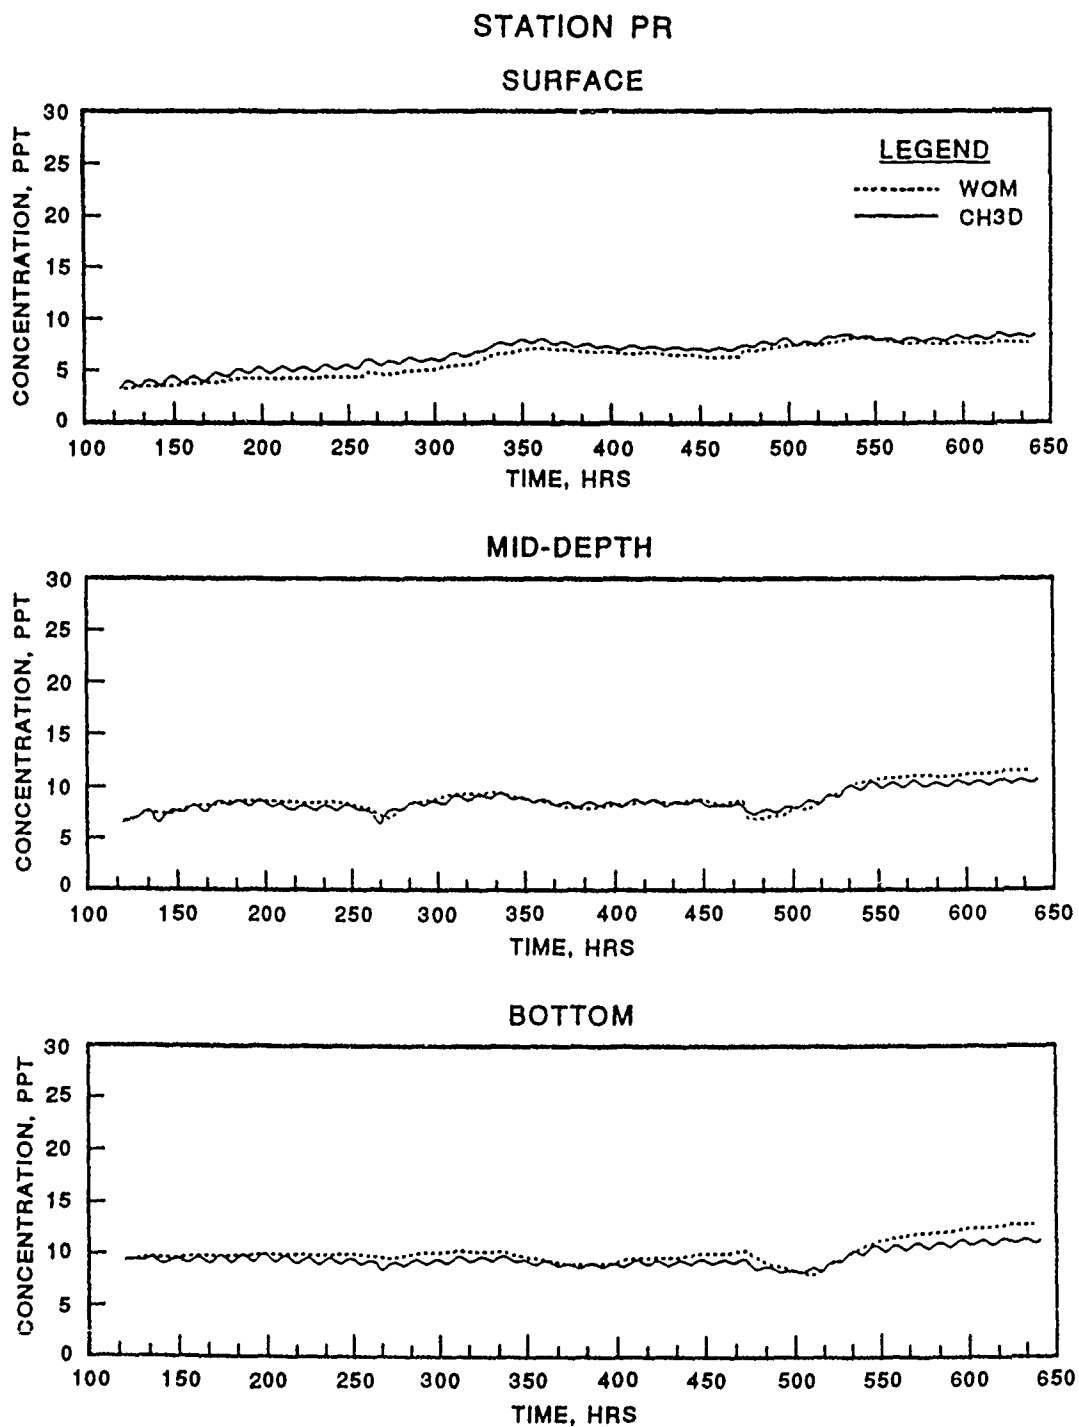 STATION PR
SURFACE
30
25
20
15
10
5
0
CONCENTRATION, PPT
LEGEND
WQM
CH3D
100 150 200 250 300 350 400 450 500 550 600 650
TIME, HRS
MID-DEPTH
30
25
20
15
10
5
0
CONCENTRATION, PPT
100 150 200 250 300 350 400 450 500 550 600 650
TIME, HRS
BOTTOM
30
25
20
15
10
5
0
CONCENTRATION, PPT
100 150 200 250 300 350 400 450 500 550 600 650
TIME, HRS